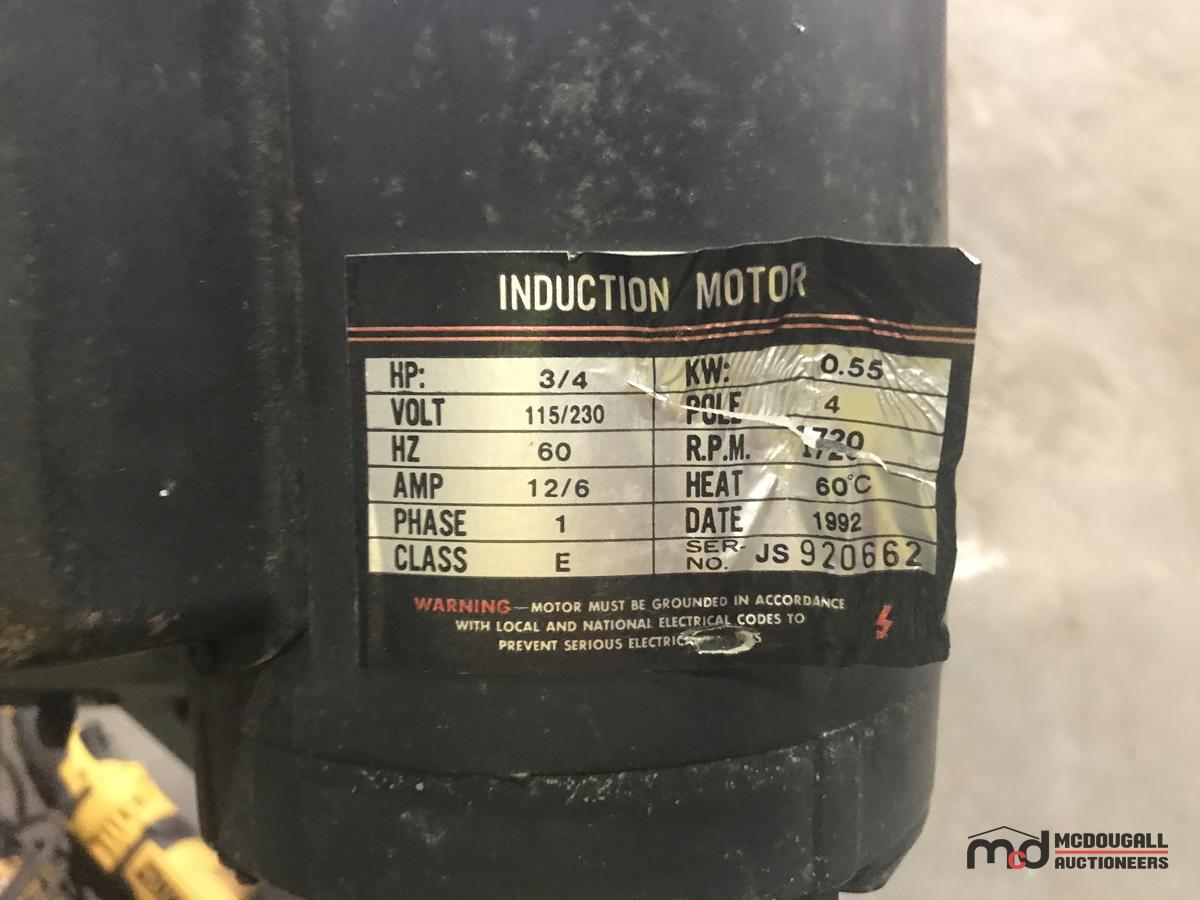 INDUCTION MOTOR
HP: 3/4 KW: 0.55
VOLT 115/230 POLE 4
HZ 60 R.P.M. 1720
AMP 12/6 HEAT 60°C
PHASE 1 DATE 1992
CLASS E SER-NO. JS 920662
WARNING — MOTOR MUST BE GROUNDED IN ACCORDANCE
WITH LOCAL AND NATIONAL ELECTRICAL CODES TO
PREVENT SERIOUS
mcd MCDOUGALL
AUCTIONEERS